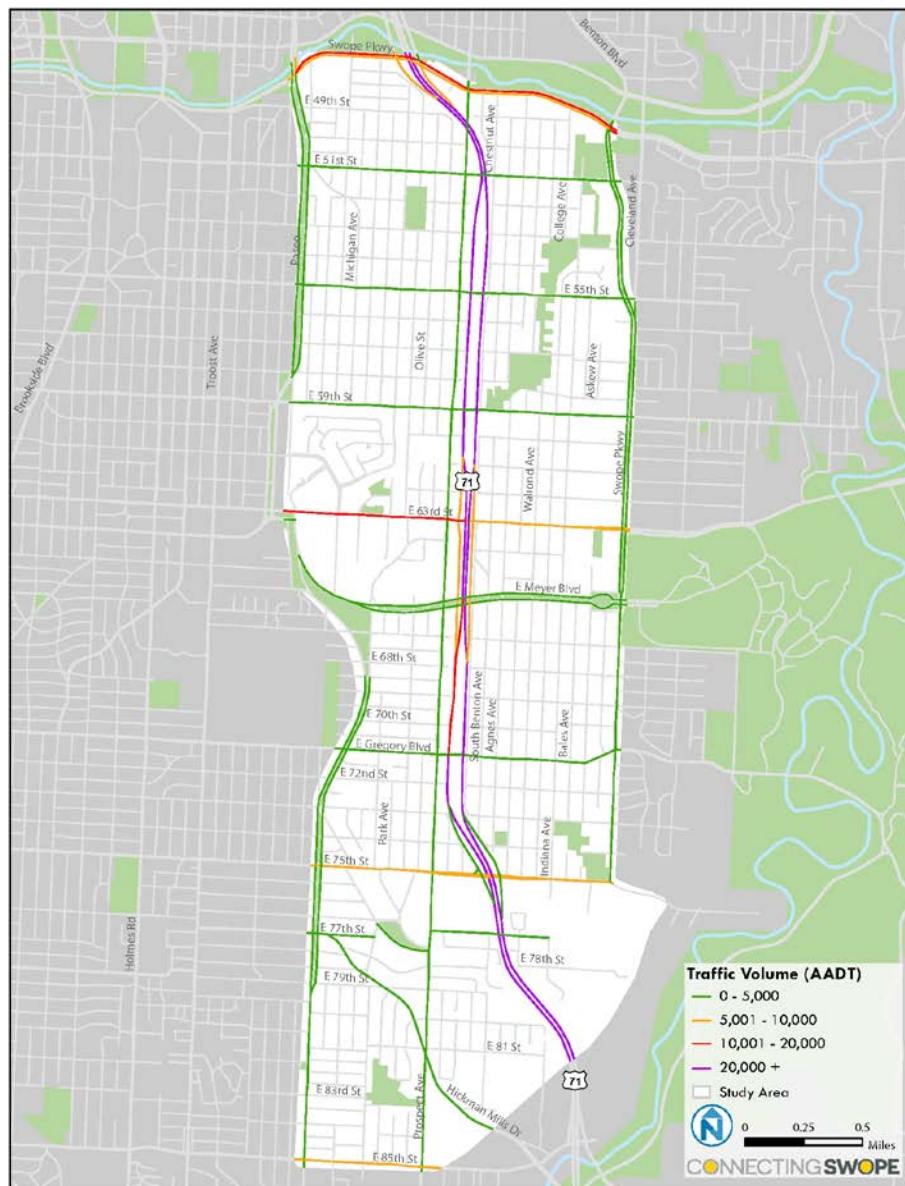 Swope Pkwy
Benton Blvd
E 49th St
Chestnut Ave
E 51st St
College Ave
Cleveland Ave
Michigan Ave
Paseo
E 55th St
Olive St
Askew Ave
Troost Ave
Brookside Blvd
E 59th St
Walrond Ave
Swope Pkwy
71
E 63rd St
E Meyer Blvd
E 68th St
South Benton Ave
Agnes Ave
E 70th St
Bales Ave
E Gregory Blvd
E 72nd St
Park Ave
Indiana Ave
E 75th St
Holmes Rd
E 77th St
E 78th St
E 79th St
E 81 St
71
E 83rd St
Prospect Ave
Hickman Mills Dr
E 85th St
Traffic Volume (AADT)
0 - 5,000
5,001 - 10,000
10,001 - 20,000
20,000 +
Study Area
N
0 0.25 0.5
Miles
CONNECTING SWOPE